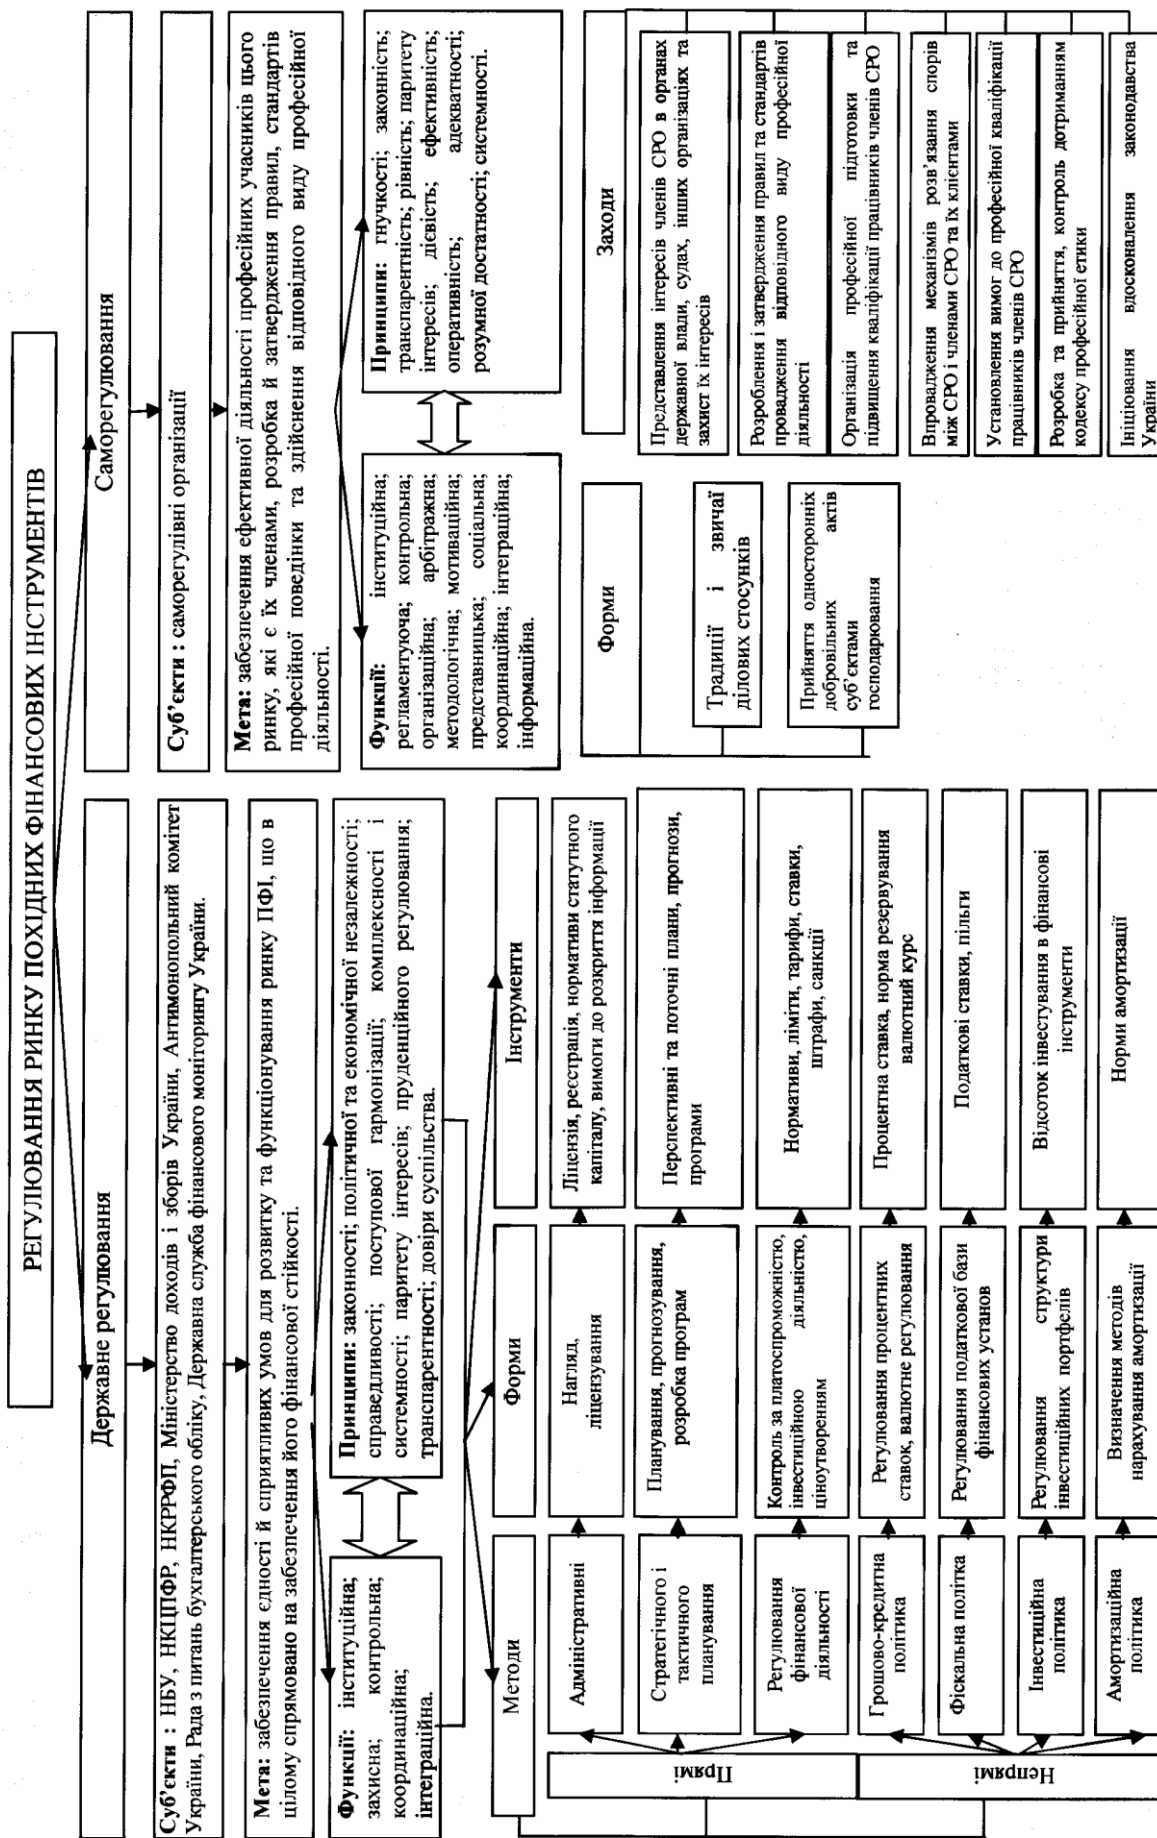 РЕГУЛЮВАННЯ РИНКУ ПОХІДНИХ ФІНАНСОВИХ ІНСТРУМЕНТІВ
Державне регулювання
Суб’єкти : НБУ, НКЦПФР, НКРРФП, Міністерство доходів і зборів України, Антимонопольний комітет
України, Рада з питань бухгалтерського обліку, Державна служба фінансового моніторингу України.
Мета: забезпечення єдності й сприятливих умов для розвитку та функціонування ринку ПФІ, що в
цілому спрямовано на забезпечення його фінансової стійкості.
Функції: інституційна;
захисна; контрольна;
координаційна;
інтеграційна.
Принципи: законності; політичної та економічної незалежності;
справедливості; поступової гармонізації; комплексності і
системності; паритету інтересів; пруденційного регулювання;
транспарентності; довіри суспільства.
Методи
Форми
Інструменти
Прямі
Адміністративні
Нагляд,
ліцензування
Ліцензія, реєстрація, нормативи статутного
капіталу, вимоги до розкриття інформації
Стратегічного і
тактичного
планування
Планування, прогнозування,
розробка програм
Перспективні та поточні плани, прогнози,
програми
Регулювання
фінансової
діяльності
Контроль за платоспроможністю,
інвестиційною діяльністю,
ціноутворенням
Нормативи, ліміти, тарифи, ставки,
штрафи, санкції
Непрямі
Грошово-кредитна
політика
Регулювання процентних
ставок, валютне регулювання
Процентна ставка, норма резервування
валютний курс
Фіскальна політка
Регулювання податкової бази
фінансових установ
Податкові ставки, пільги
Інвестиційна
політика
Регулювання структури
інвестиційних портфелів
Відсоток інвестування в фінансові
інструменти
Амортизаційна
політика
Визначення методів
нарахування амортизації
Норми амортизації
Саморегулювання
Суб’єкти : саморегулівні організації
Мета: забезпечення ефективної діяльності професійних учасників цього
ринку, які є їх членами, розробка й затвердження правил, стандартів
професійної поведінки та здійснення відповідного виду професійної
діяльності.
Функції: інституційна;
регламентуюча; контрольна;
організаційна; арбітражна;
методологічна; мотиваційна;
представницька; соціальна;
координаційна; інтеграційна;
інформаційна.
Принципи: гнучкості; законність;
транспарентність; рівність; паритету
інтересів; дієвість; ефективність;
оперативність; адекватності;
розумної достатності; системності.
Форми
Традиції і звичаї
ділових стосунків
Прийняття односторонніх
добровільних актів
суб’єктами
господарювання
Заходи
Представлення інтересів членів СРО в органах
державної влади, судах, інших організаціях та
захист їх інтересів
Розроблення і затвердження правил та стандартів
провадження відповідного виду професійної
діяльності
Організація професійної підготовки та
підвищення кваліфікації працівників членів СРО
Впровадження механізмів розв’язання спорів
між СРО і членами СРО та їх клієнтами
Установлення вимог до професійної кваліфікації
працівників членів СРО
Розробка та прийняття, контроль дотриманням
кодексу професійної етики
Ініціювання вдосконалення законодавства
України